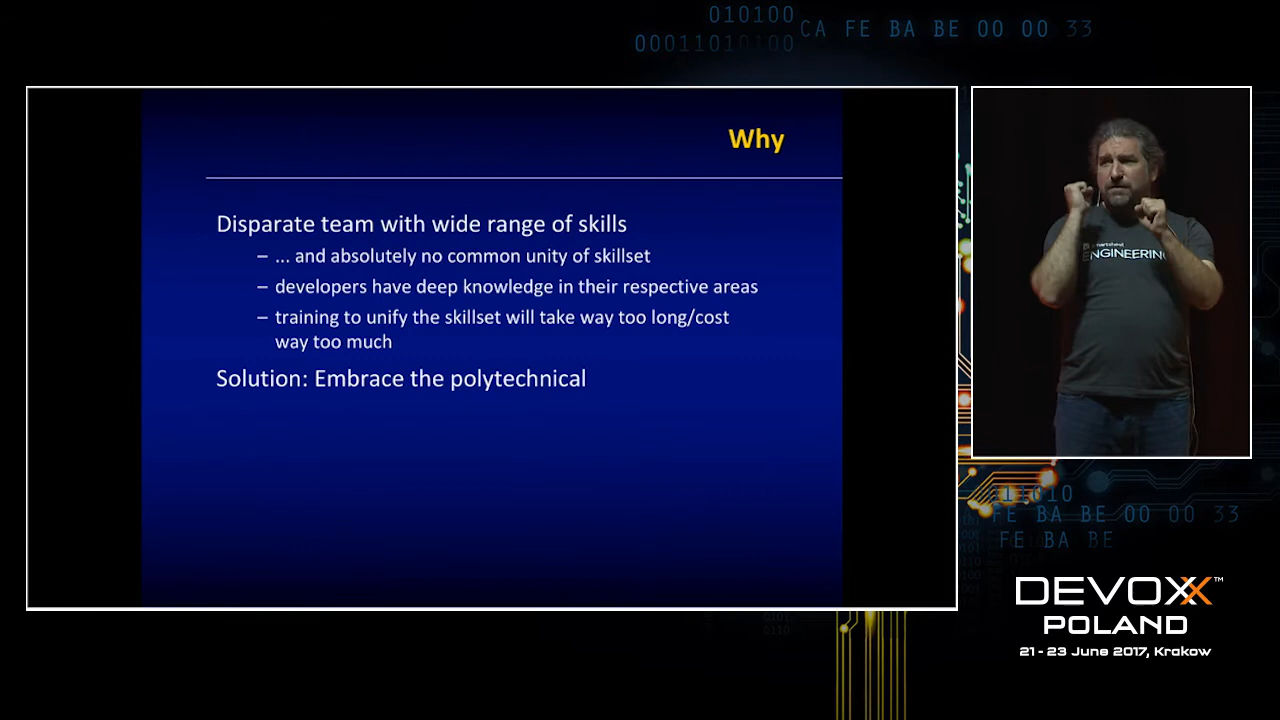 010100
00011010100
CA FE BA BE 00 00 33
Why
Disparate team with wide range of skills
– ... and absolutely no common unity of skillset
– developers have deep knowledge in their respective areas
– training to unify the skillset will take way too long/cost
way too much
Solution: Embrace the polytechnical
ENGINEERING
FE BA BE 00 00 33
FE BA BE
DEVOXX™
POLAND
21 - 23 June 2017, Krakow